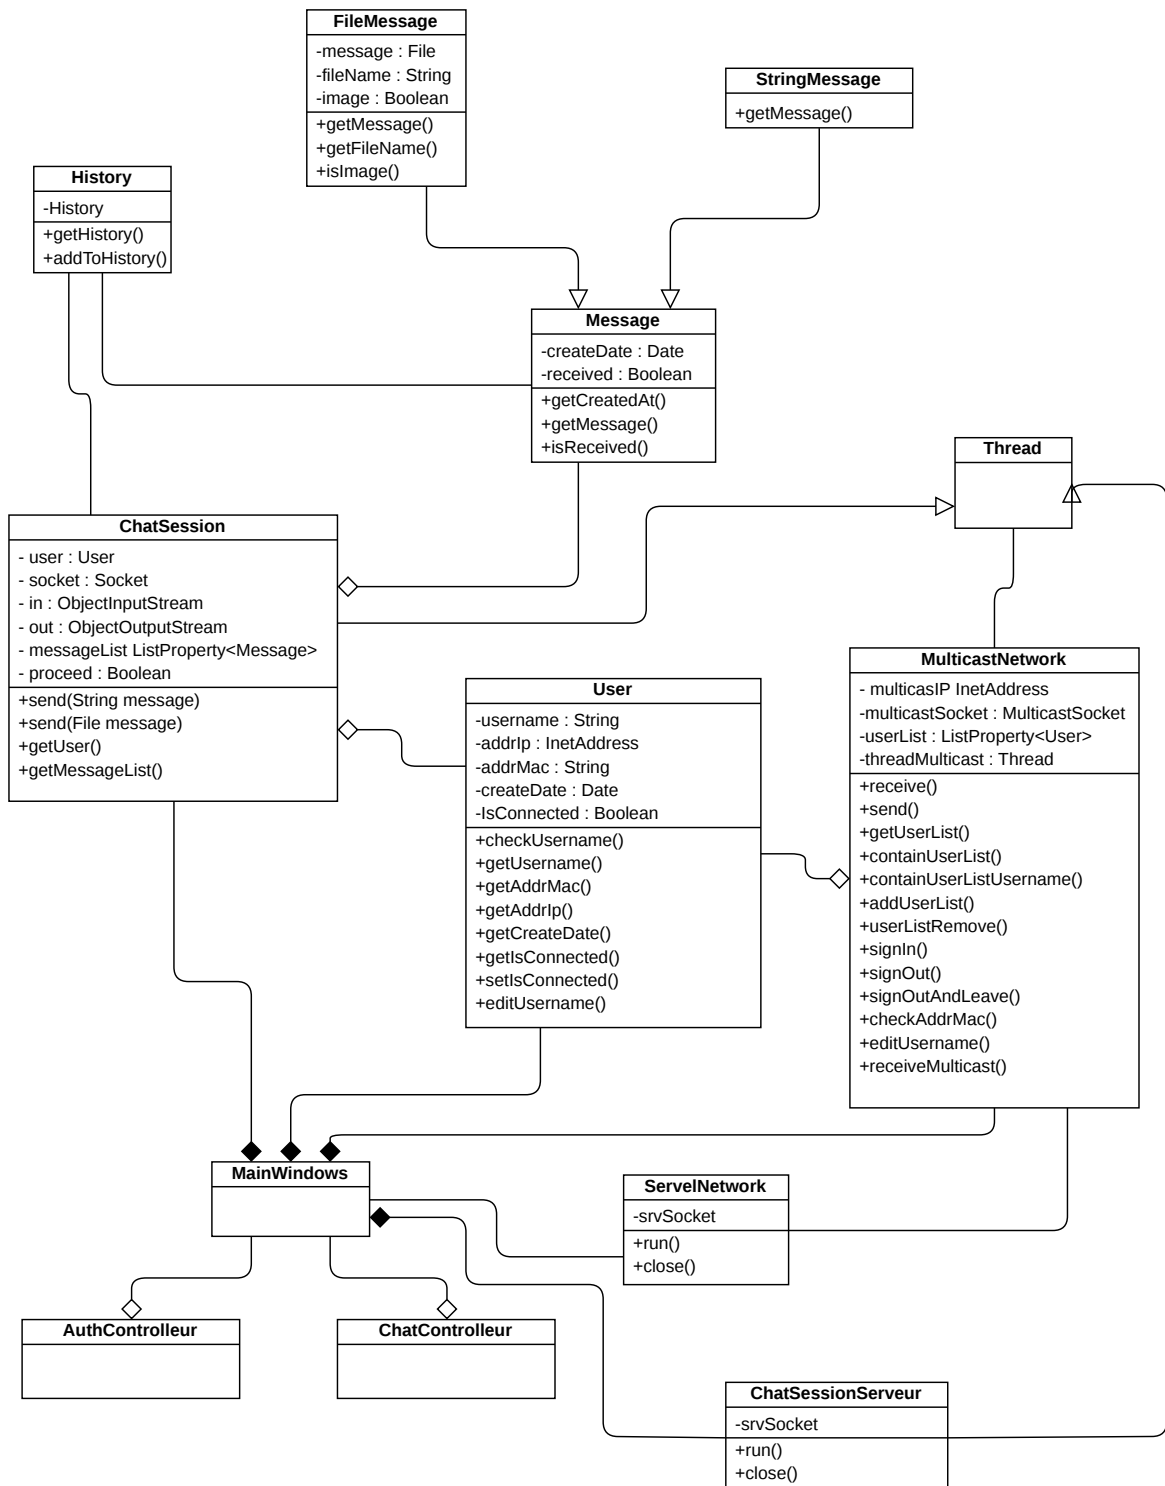 FileMessage
-message : File
-fileName : String
-image : Boolean
+getMessage()
+getFileName()
+isImage()
StringMessage
+getMessage()
History
-History
+getHistory()
+addToHistory()
Message
-createDate : Date
-received : Boolean
+getCreatedAt()
+getMessage()
+isReceived()
Thread
ChatSession
- user : User
- socket : Socket
- in : ObjectInputStream
- out : ObjectOutputStream
- messageList ListProperty<Message>
- proceed : Boolean
+send(String message)
+send(File message)
+getUser()
+getMessageList()
User
-username : String
-addrIp : InetAddress
-addrMac : String
-createDate : Date
-IsConnected : Boolean
+checkUsername()
+getUsername()
+getAddrMac()
+getAddrIp()
+getCreateDate()
+getIsConnected()
+setIsConnected()
+editUsername()
MulticastNetwork
- multicasIP InetAddress
-multicastSocket : MulticastSocket
-userList : ListProperty<User>
-threadMulticast : Thread
+receive()
+send()
+getUserList()
+containUserList()
+containUserListUsername()
+addUserList()
+userListRemove()
+signIn()
+signOut()
+signOutAndLeave()
+checkAddrMac()
+editUsername()
+receiveMulticast()
MainWindows
ServelNetwork
-srvSocket
+run()
+close()
AuthControlleur
ChatControlleur
ChatSessionServeur
-srvSocket
+run()
+close()